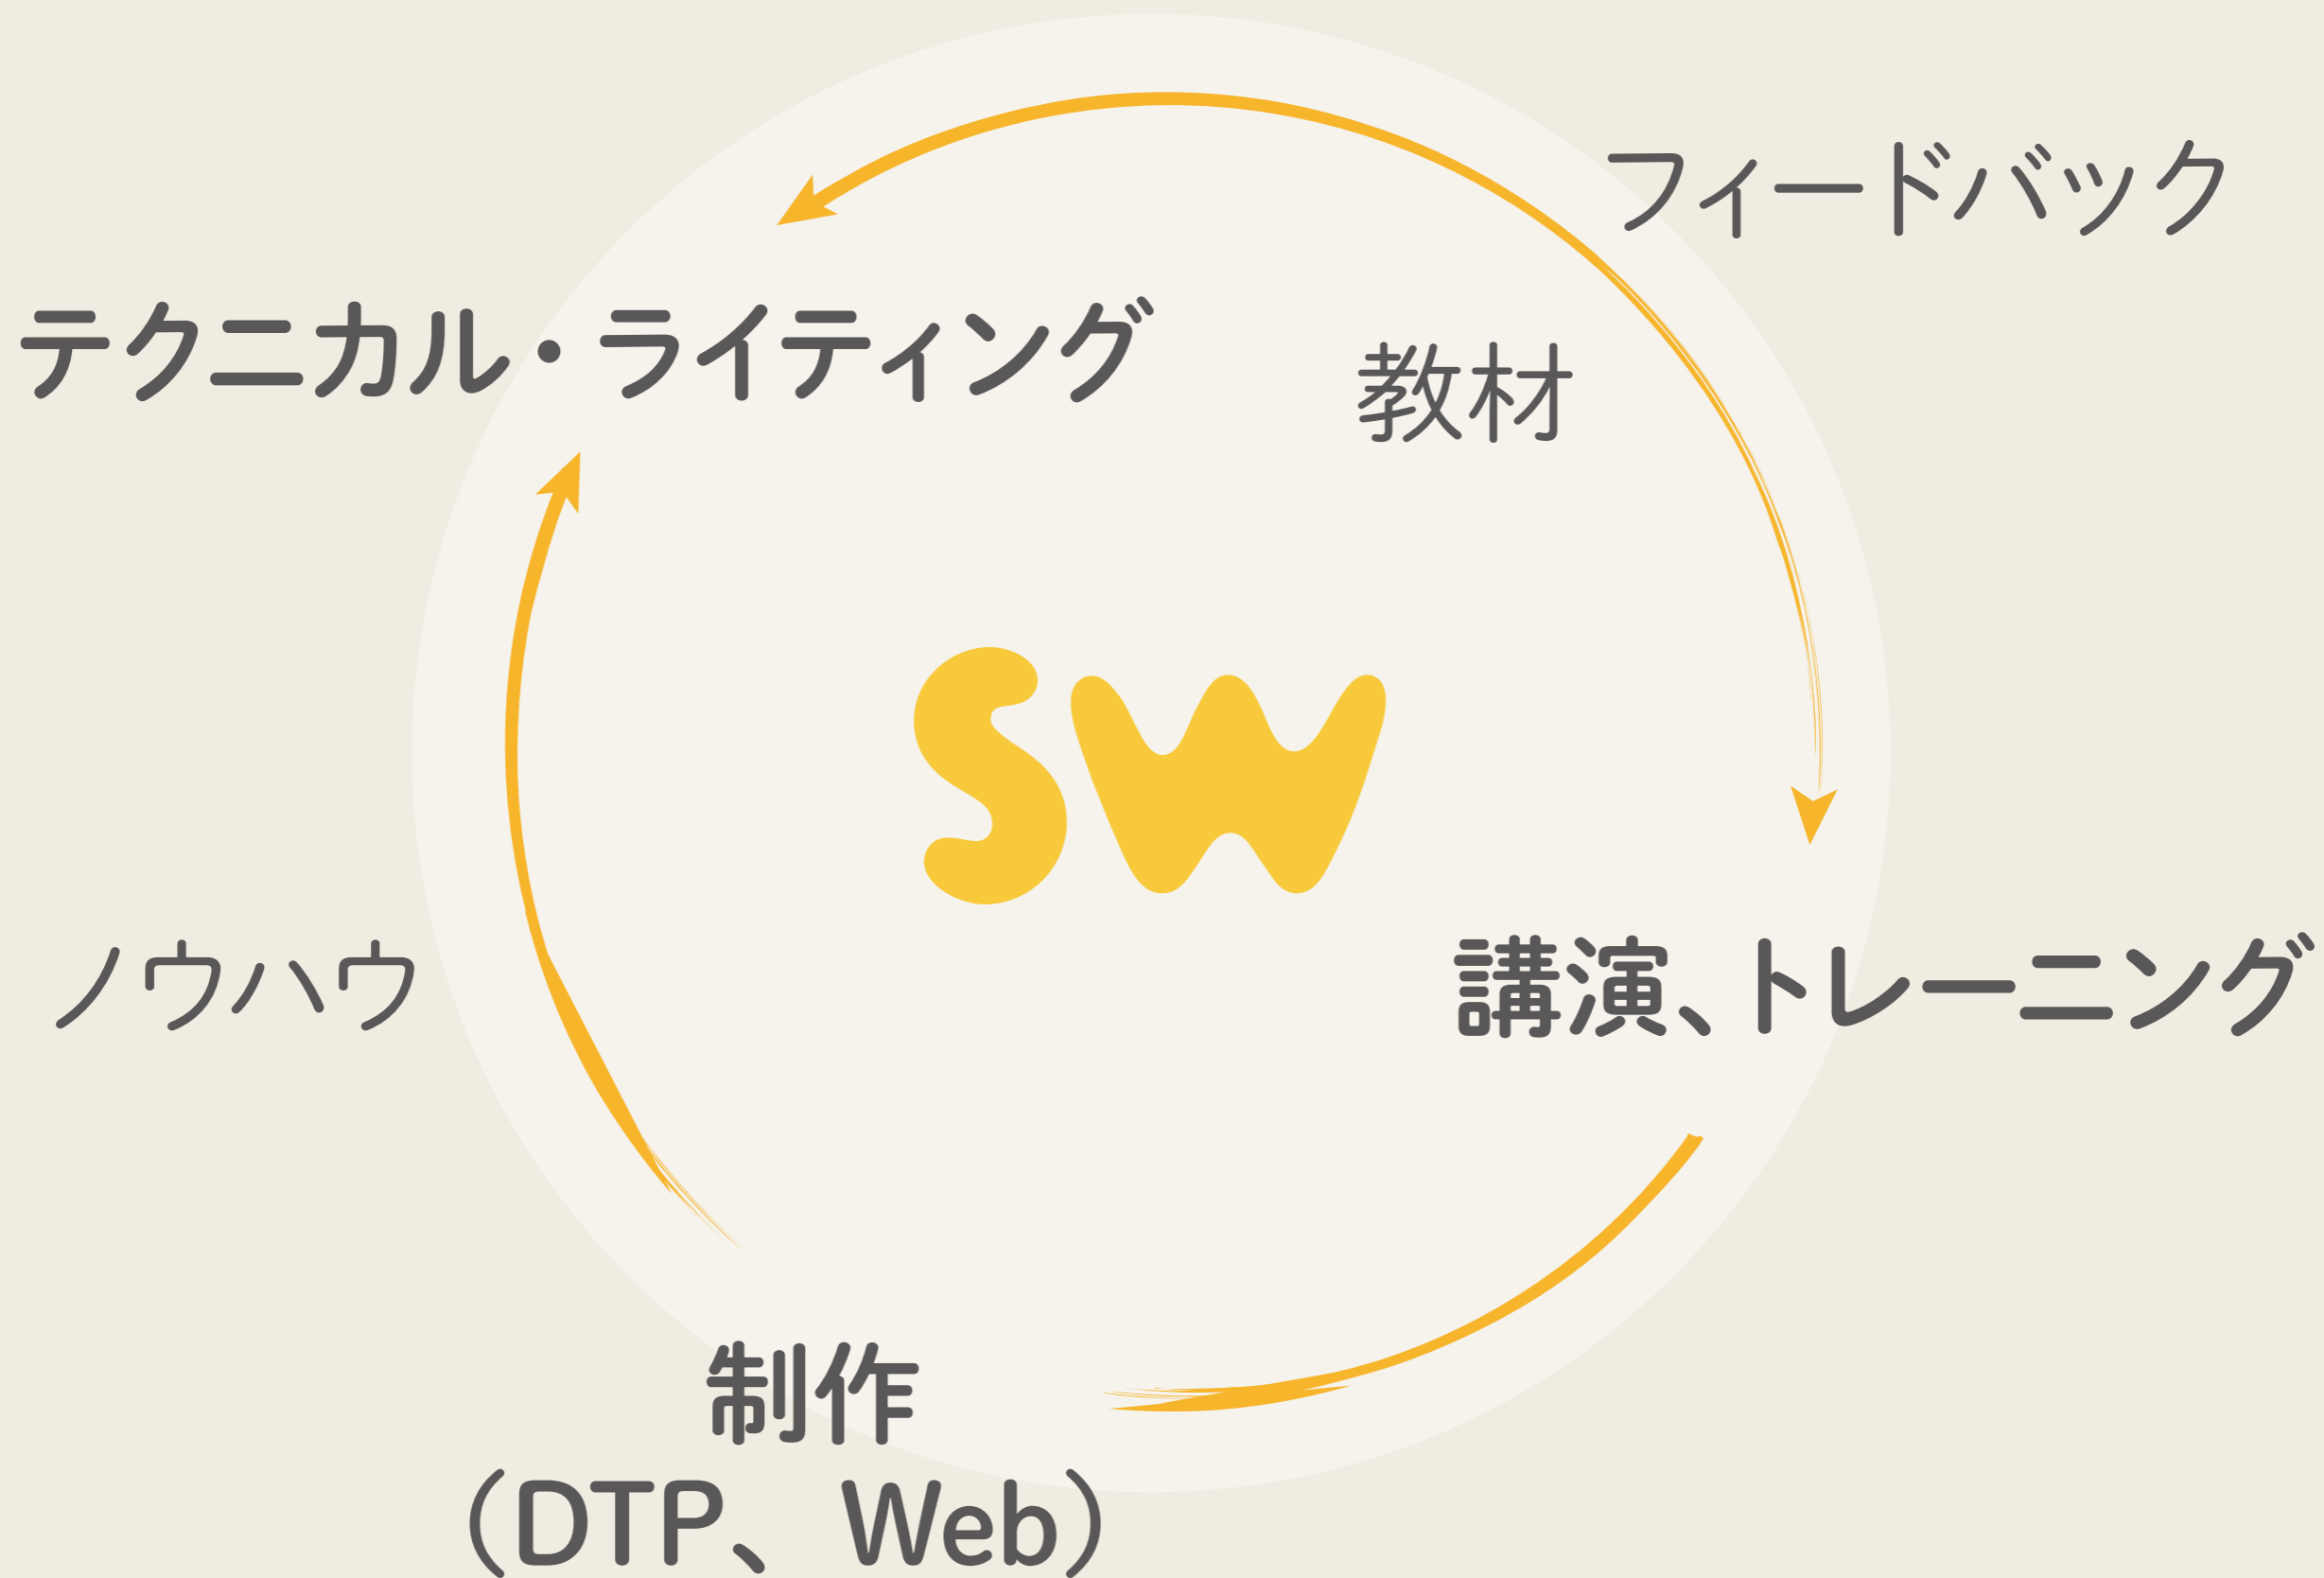 フィードバック
テクニカル・ライティング
教材
SW
ノウハウ
講演、トレーニング
制作
(DTP、Web)